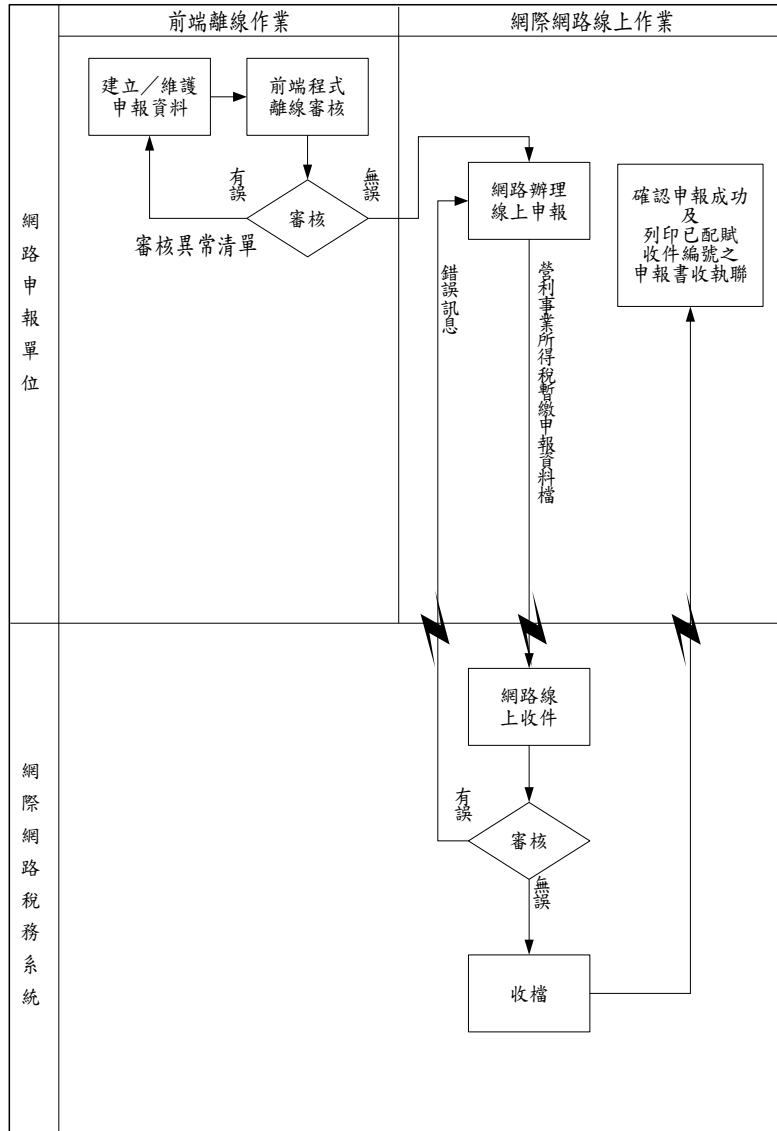 前端離線作業
網際網路線上作業
網路申報單位
建立／維護
申報資料
前端程式
離線審核
有誤
審核
無誤
審核異常清單
網路辦理
線上申報
確認申報成功
及
列印已配賦
收件編號之
申報書收執聯
錯誤訊息
營利事業所得稅暫繳申報資料檔
網際網路稅務系統
網路線
上收件
有誤
審核
無誤
收檔